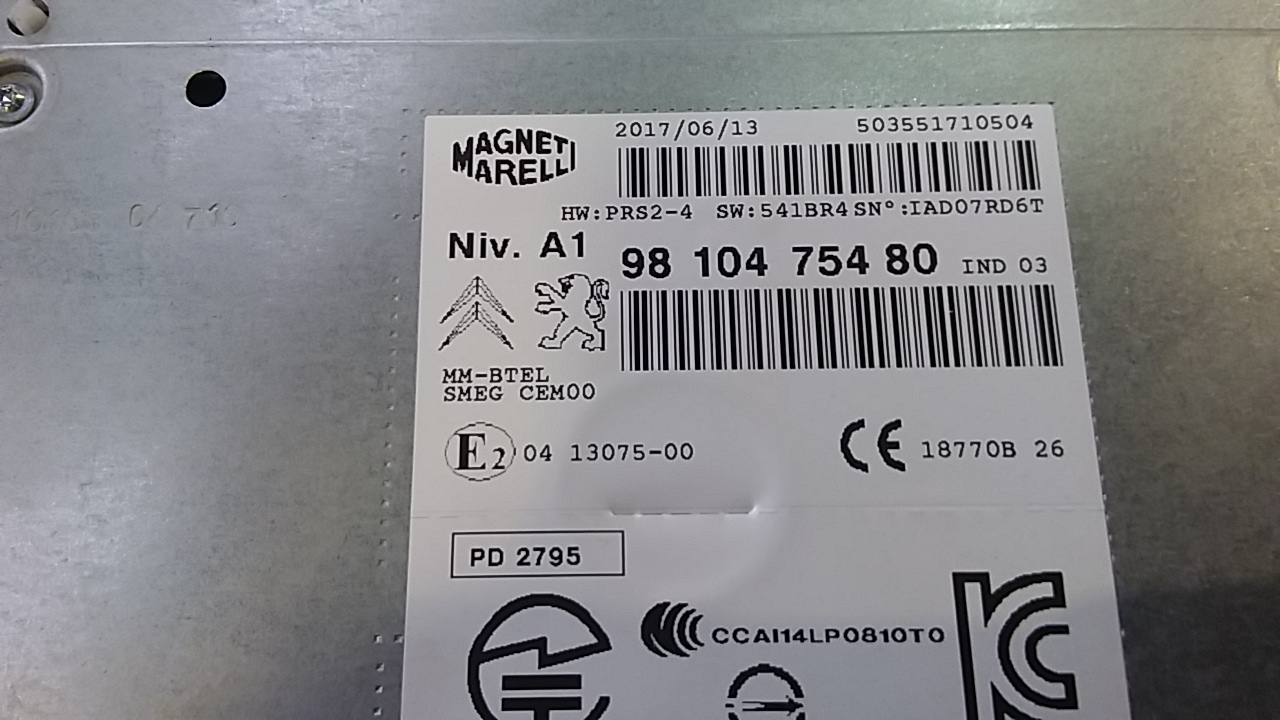 MAGNETI
MARELLI
2017/06/13 503551710504
HW:PRS2-4 SW:541BR4 SN°:IAD07RD6T
Niv. A1 98 104 754 80 IND 03
MM-BTEL
SMEG CEM00
E2 04 13075-00 CE 18770B 26
PD 2795
CCAI14LP0810T0